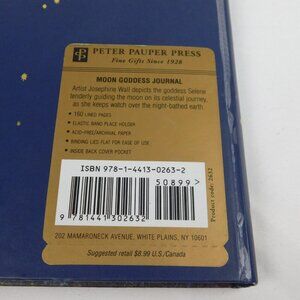 PETER PAUPER PRESS
Fine Gifts Since 1928
MOON GODDESS JOURNAL
Artist Josephine Wall depicts the goddess Selene
tenderly guiding the moon on its celestial journey,
as she keeps watch over the night-bathed earth.
• 160 LINED PAGES
• ELASTIC BAND PLACE HOLDER
• ACID-FREE/ARCHIVAL PAPER
• BINDING LIES FLAT FOR EASE OF USE
• INSIDE BACK COVER POCKET
ISBN 978-1-4413-0263-2
50899>
9 781441 302632
Product code: 2632
202 MAMARONECK AVENUE, WHITE PLAINS, NY 10601
Suggested retail $8.99 U.S./Canada